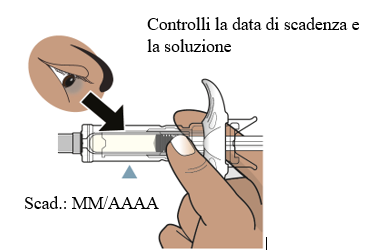 Controlli la data di scadenza e
la soluzione
Scad.: MM/AAAA